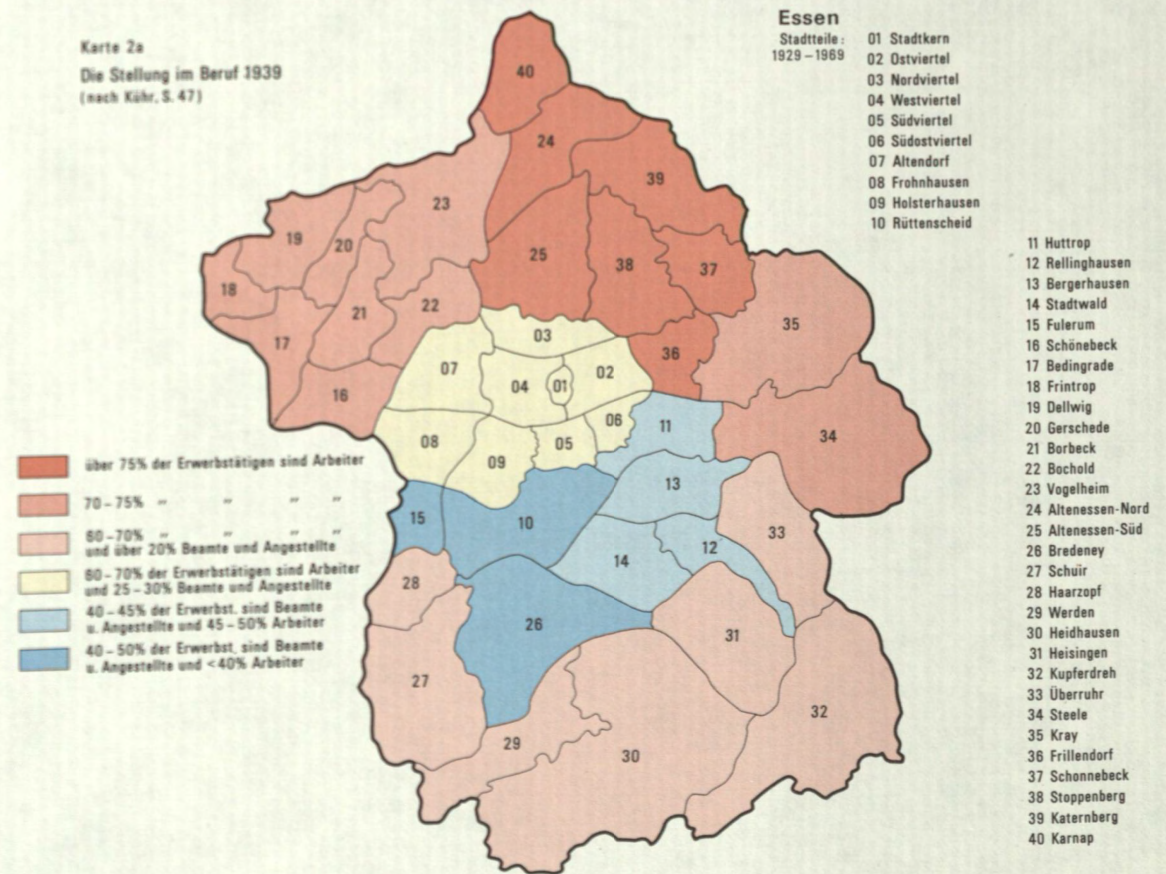 Karte 2a
Die Stellung im Beruf 1939
(nach Kühr, S. 47)
Essen
Stadtteile:
1929–1969
01 Stadtkern
02 Ostviertel
03 Nordviertel
04 Westviertel
05 Südviertel
06 Südostviertel
07 Altendorf
08 Frohnhausen
09 Holsterhausen
10 Rüttenscheid
11 Huttrop
12 Rellinghausen
13 Bergerhausen
14 Stadtwald
15 Fulerum
16 Schönebeck
17 Bedingrade
18 Frintrop
19 Dellwig
20 Gerschede
21 Borbeck
22 Bochold
23 Vogelheim
24 Altenessen-Nord
25 Altenessen-Süd
26 Bredeney
27 Schuir
28 Haarzopf
29 Werden
30 Heidhausen
31 Heisingen
32 Kupferdreh
33 Überruhr
34 Steele
35 Kray
36 Frillendorf
37 Schonnebeck
38 Stoppenberg
39 Katernberg
40 Karnap
über 75% der Erwerbstätigen sind Arbeiter
70–75% " " " "
60–70% " " " "
und über 20% Beamte und Angestellte
60–70% der Erwerbstätigen sind Arbeiter
und 25–30% Beamte und Angestellte
40–45% der Erwerbst. sind Beamte
u. Angestellte und 45–50% Arbeiter
40–50% der Erwerbst. sind Beamte
u. Angestellte und <40% Arbeiter
40
24
39
23
19
20
25
38
37
18
21
22
35
17
03
36
07
04
01
02
16
06
11
34
08
05
09
13
15
10
33
12
14
28
26
31
27
32
29
30